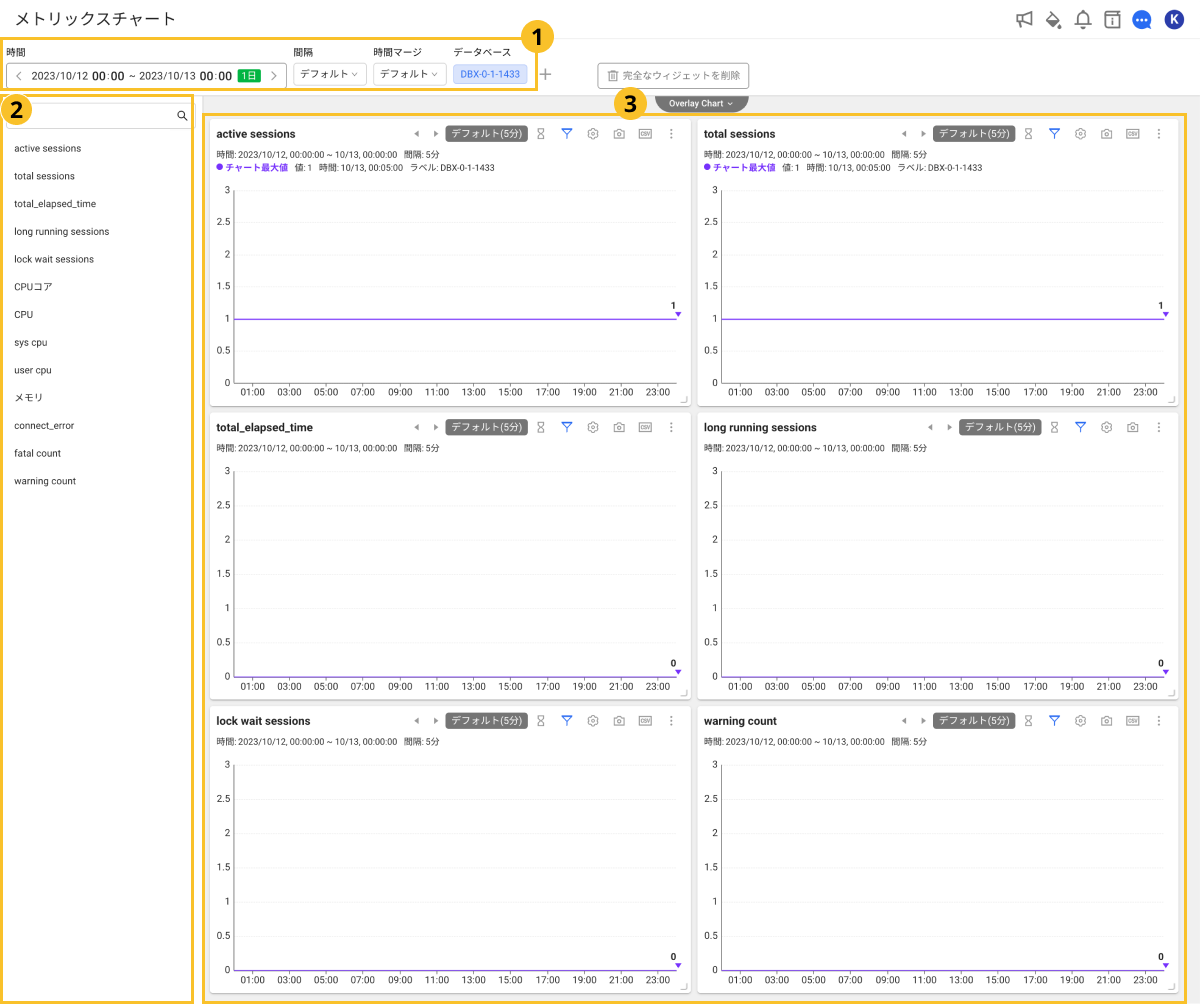 メトリックスチャート
K
1
時間 間隔 時間マージ データベース
2023/10/12 00:00 ~ 2023/10/13 00:00 1日 デフォルト デフォルト DBX-0-1-1433 完全なウィジェットを削除
2
3
Overlay Chart
active sessions
total sessions
total_elapsed_time
long running sessions
lock wait sessions
CPUコア
CPU
sys cpu
user cpu
メモリ
connect_error
fatal count
warning count
active sessions デフォルト(5分) CSV
時間: 2023/10/12, 00:00:00 ~ 10/13, 00:00:00 間隔: 5分
チャート最大値 値: 1 時間: 10/13, 00:05:00 ラベル: DBX-0-1-1433
3
2.5
2
1.5
1
1
0.5
0
01:00 03:00 05:00 07:00 09:00 11:00 13:00 15:00 17:00 19:00 21:00 23:00
total sessions デフォルト(5分) CSV
時間: 2023/10/12, 00:00:00 ~ 10/13, 00:00:00 間隔: 5分
チャート最大値 値: 1 時間: 10/13, 00:05:00 ラベル: DBX-0-1-1433
3
2.5
2
1.5
1
1
0.5
0
01:00 03:00 05:00 07:00 09:00 11:00 13:00 15:00 17:00 19:00 21:00 23:00
total_elapsed_time デフォルト(5分) CSV
時間: 2023/10/12, 00:00:00 ~ 10/13, 00:00:00 間隔: 5分
3
2.5
2
1.5
1
0.5
0
0
01:00 03:00 05:00 07:00 09:00 11:00 13:00 15:00 17:00 19:00 21:00 23:00
long running sessions デフォルト(5分)
時間: 2023/10/12, 00:00:00 ~ 10/13, 00:00:00 間隔: 5分
3
2.5
2
1.5
1
0.5
0
0
01:00 03:00 05:00 07:00 09:00 11:00 13:00 15:00 17:00 19:00 21:00 23:00
lock wait sessions デフォルト(5分) CSV
時間: 2023/10/12, 00:00:00 ~ 10/13, 00:00:00 間隔: 5分
3
2.5
2
1.5
1
0.5
0
0
01:00 03:00 05:00 07:00 09:00 11:00 13:00 15:00 17:00 19:00 21:00 23:00
warning count デフォルト(5分) CSV
時間: 2023/10/12, 00:00:00 ~ 10/13, 00:00:00 間隔: 5分
3
2.5
2
1.5
1
0.5
0
0
01:00 03:00 05:00 07:00 09:00 11:00 13:00 15:00 17:00 19:00 21:00 23:00